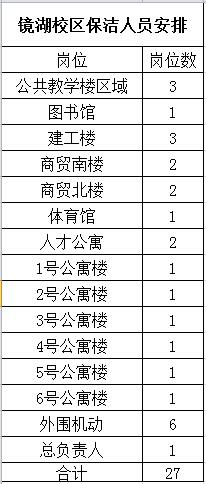 镜湖校区保洁人员安排
岗位 岗位数
公共教学楼区域 3
图书馆 1
建工楼 3
商贸南楼 2
商贸北楼 2
体育馆 1
人才公寓 2
1号公寓楼 1
2号公寓楼 1
3号公寓楼 1
4号公寓楼 1
5号公寓楼 1
6号公寓楼 1
外围机动 6
总负责人 1
合计 27